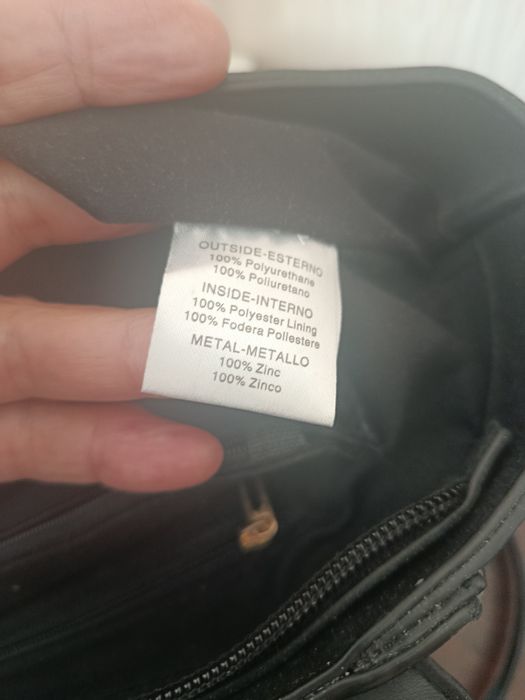 OUTSIDE-ESTERNO
100% Polyurethane
100% Poliuretano
INSIDE-INTERNO
100% Polyester Lining
100% Fodera Poliestere
METAL-METALLO
100% Zinc
100% Zinco